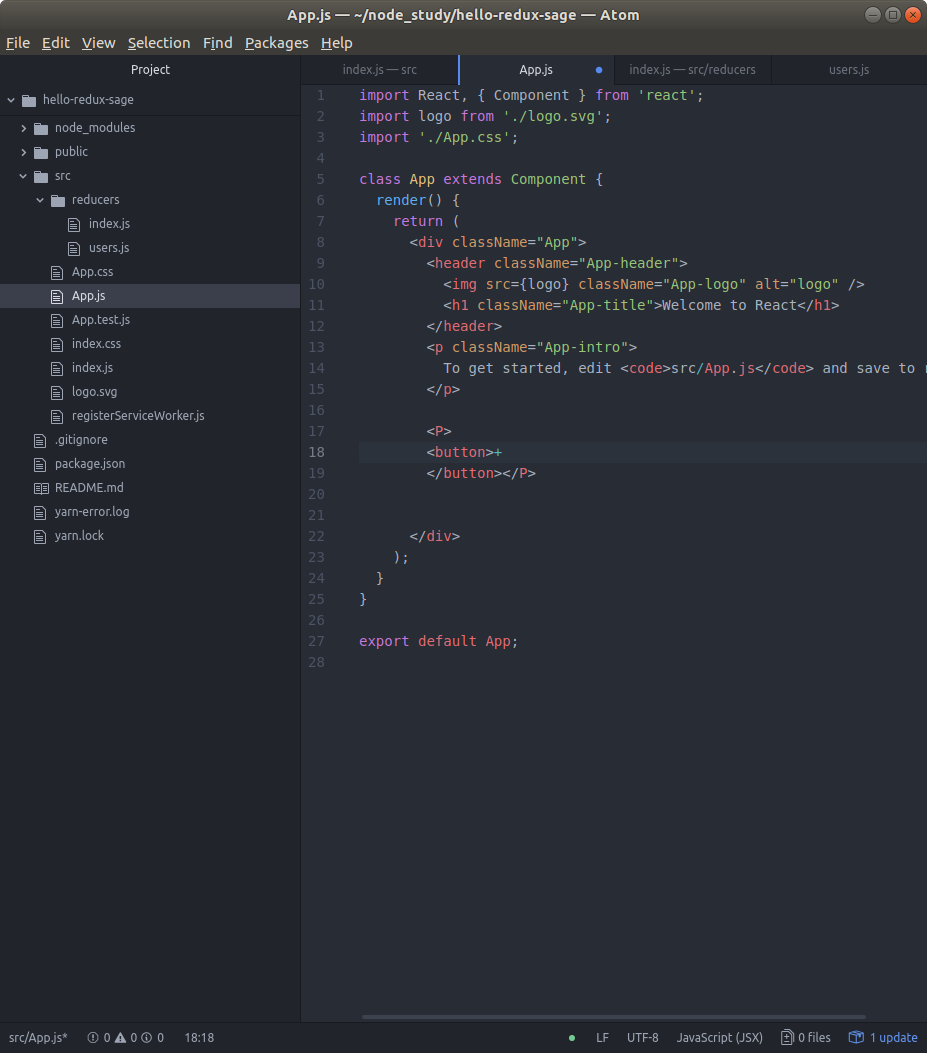 App.js — ~/node_study/hello-redux-sage — Atom
File Edit View Selection Find Packages Help
Project
index.js — src
App.js
index.js — src/reducers
users.js
hello-redux-sage
node_modules
public
src
reducers
index.js
users.js
App.css
App.js
App.test.js
index.css
index.js
logo.svg
registerServiceWorker.js
.gitignore
package.json
README.md
yarn-error.log
yarn.lock
1 import React, { Component } from 'react';
2 import logo from './logo.svg';
3 import './App.css';
4
5 class App extends Component {
6 render() {
7 return (
8 <div className="App">
9 <header className="App-header">
10 <img src={logo} className="App-logo" alt="logo" />
11 <h1 className="App-title">Welcome to React</h1>
12 </header>
13 <p className="App-intro">
14 To get started, edit <code>src/App.js</code> and save to
15 </p>
16
17 <P>
18 <button>+
19 </button></P>
20
21
22 </div>
23 );
24 }
25 }
26
27 export default App;
28
src/App.js* 0 0 0 18:18 LF UTF-8 JavaScript (JSX) 0 files 1 update